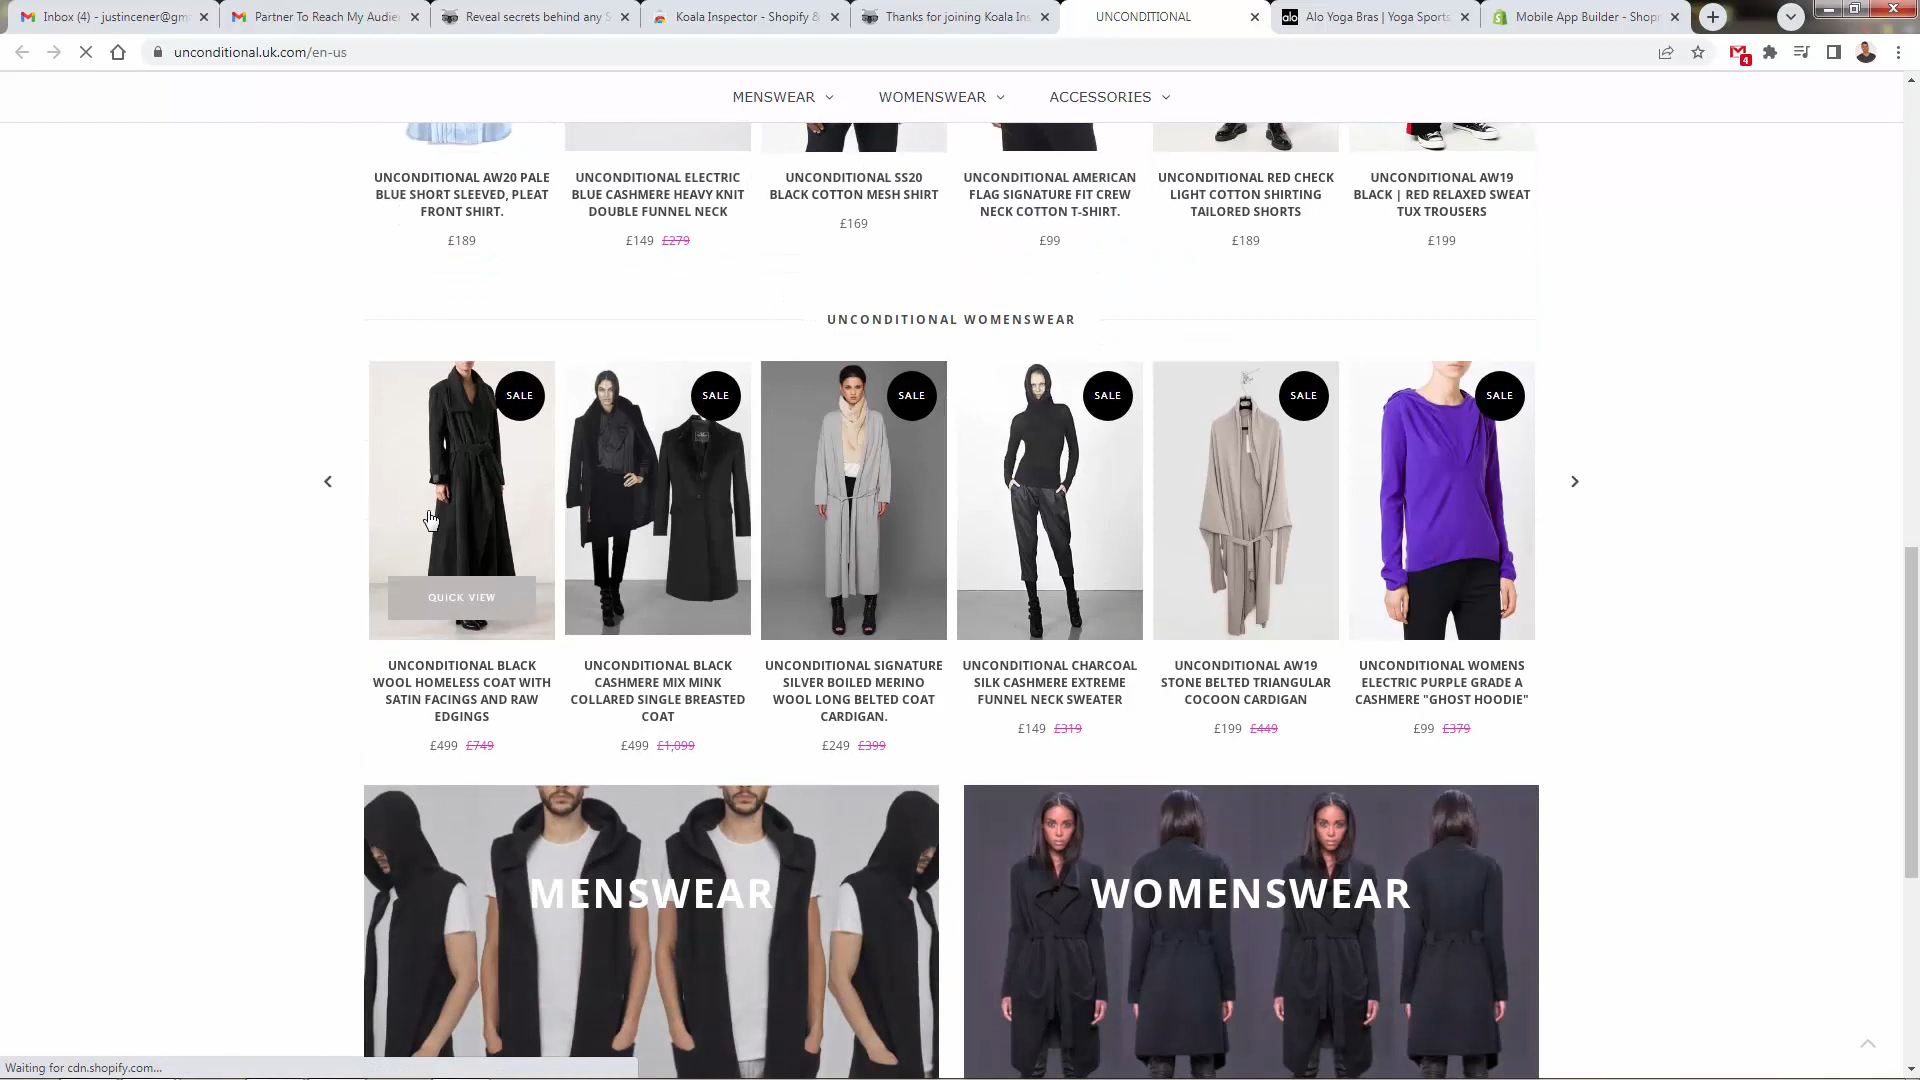 Inbox (4) - justincener@gm
Partner To Reach My Audie
Reveal secrets behind any S
Koala Inspector - Shopify &
Thanks for joining Koala Ins
UNCONDITIONAL
alo
Alo Yoga Bras | Yoga Sports
Mobile App Builder - Shop
unconditional.uk.com/en-us
4
MENSWEAR
WOMENSWEAR
ACCESSORIES
UNCONDITIONAL AW20 PALE
BLUE SHORT SLEEVED, PLEAT
FRONT SHIRT.
£189
UNCONDITIONAL ELECTRIC
BLUE CASHMERE HEAVY KNIT
DOUBLE FUNNEL NECK
£149 £279
UNCONDITIONAL SS20
BLACK COTTON MESH SHIRT
£169
UNCONDITIONAL AMERICAN
FLAG SIGNATURE FIT CREW
NECK COTTON T-SHIRT.
£99
UNCONDITIONAL RED CHECK
LIGHT COTTON SHIRTING
TAILORED SHORTS
£189
UNCONDITIONAL AW19
BLACK | RED RELAXED SWEAT
TUX TROUSERS
£199
UNCONDITIONAL WOMENSWEAR
SALE
SALE
SALE
SALE
SALE
SALE
QUICK VIEW
UNCONDITIONAL BLACK
WOOL HOMELESS COAT WITH
SATIN FACINGS AND RAW
EDGINGS
£499 £749
UNCONDITIONAL BLACK
CASHMERE MIX MINK
COLLARED SINGLE BREASTED
COAT
£499 £1,099
UNCONDITIONAL SIGNATURE
SILVER BOILED MERINO
WOOL LONG BELTED COAT
CARDIGAN.
£249 £399
UNCONDITIONAL CHARCOAL
SILK CASHMERE EXTREME
FUNNEL NECK SWEATER
£149 £319
UNCONDITIONAL AW19
STONE BELTED TRIANGULAR
COCOON CARDIGAN
£199 £449
UNCONDITIONAL WOMENS
ELECTRIC PURPLE GRADE A
CASHMERE "GHOST HOODIE"
£99 £379
MENSWEAR
WOMENSWEAR
Waiting for cdn.shopify.com...